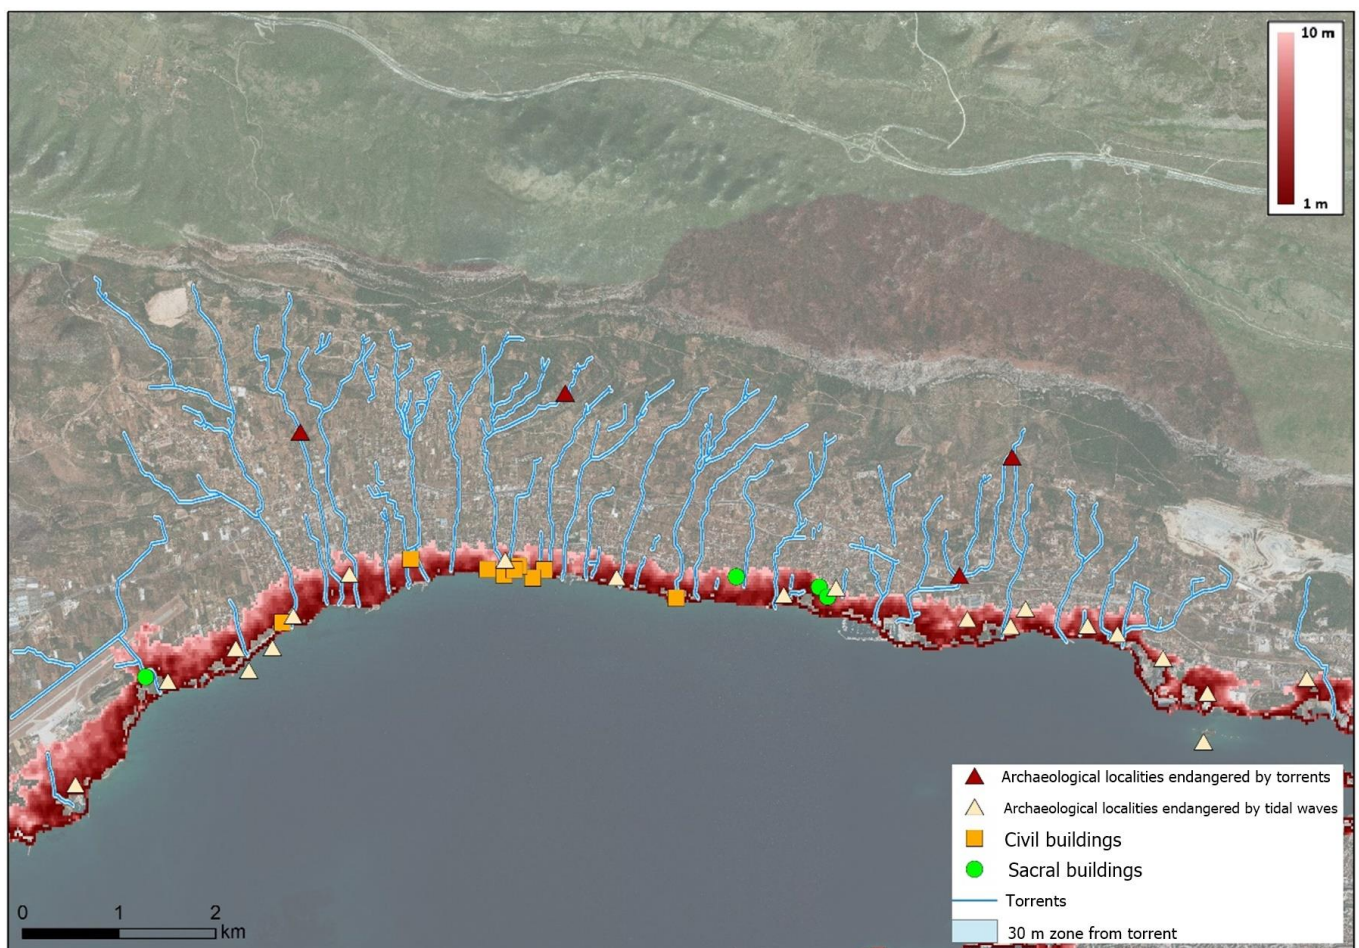 10 m
1 m
Archaeological localities endangered by torrents
Archaeological localities endangered by tidal waves
Civil buildings
Sacral buildings
Torrents
30 m zone from torrent
0 1 2
km